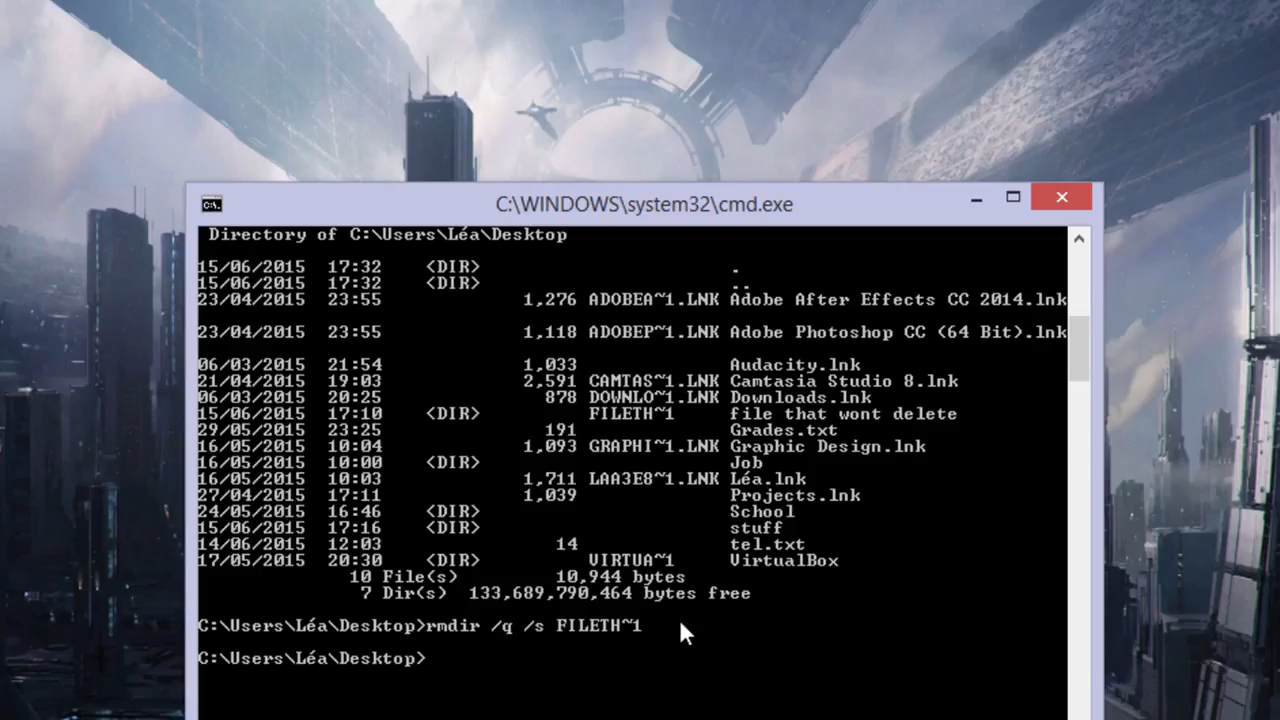 C:\WINDOWS\system32\cmd.exe
Directory of C:\Users\Léa\Desktop
15/06/2015 17:32 <DIR> .
15/06/2015 17:32 <DIR> ..
23/04/2015 23:55 1,276 ADOBEA~1.LNK Adobe After Effects CC 2014.lnk
23/04/2015 23:55 1,118 ADOBEP~1.LNK Adobe Photoshop CC (64 Bit).lnk
06/03/2015 21:54 1,033 Audacity.lnk
21/04/2015 19:03 2,591 CAMTAS~1.LNK Camtasia Studio 8.lnk
06/03/2015 20:25 878 DOWNLO~1.LNK Downloads.lnk
15/06/2015 17:10 <DIR> FILETH~1 file that wont delete
29/05/2015 23:25 191 Grades.txt
16/05/2015 10:04 1,093 GRAPHI~1.LNK Graphic Design.lnk
16/05/2015 10:00 <DIR> Job
16/05/2015 10:03 1,711 LAA3E8~1.LNK Léa.lnk
27/04/2015 17:11 1,039 Projects.lnk
24/05/2015 16:46 <DIR> School
15/06/2015 17:16 <DIR> stuff
14/06/2015 12:03 14 tel.txt
17/05/2015 20:30 <DIR> VIRTUA~1 VirtualBox
10 File(s) 10,944 bytes
7 Dir(s) 133,689,790,464 bytes free
C:\Users\Léa\Desktop>rmdir /q /s FILETH~1
C:\Users\Léa\Desktop>